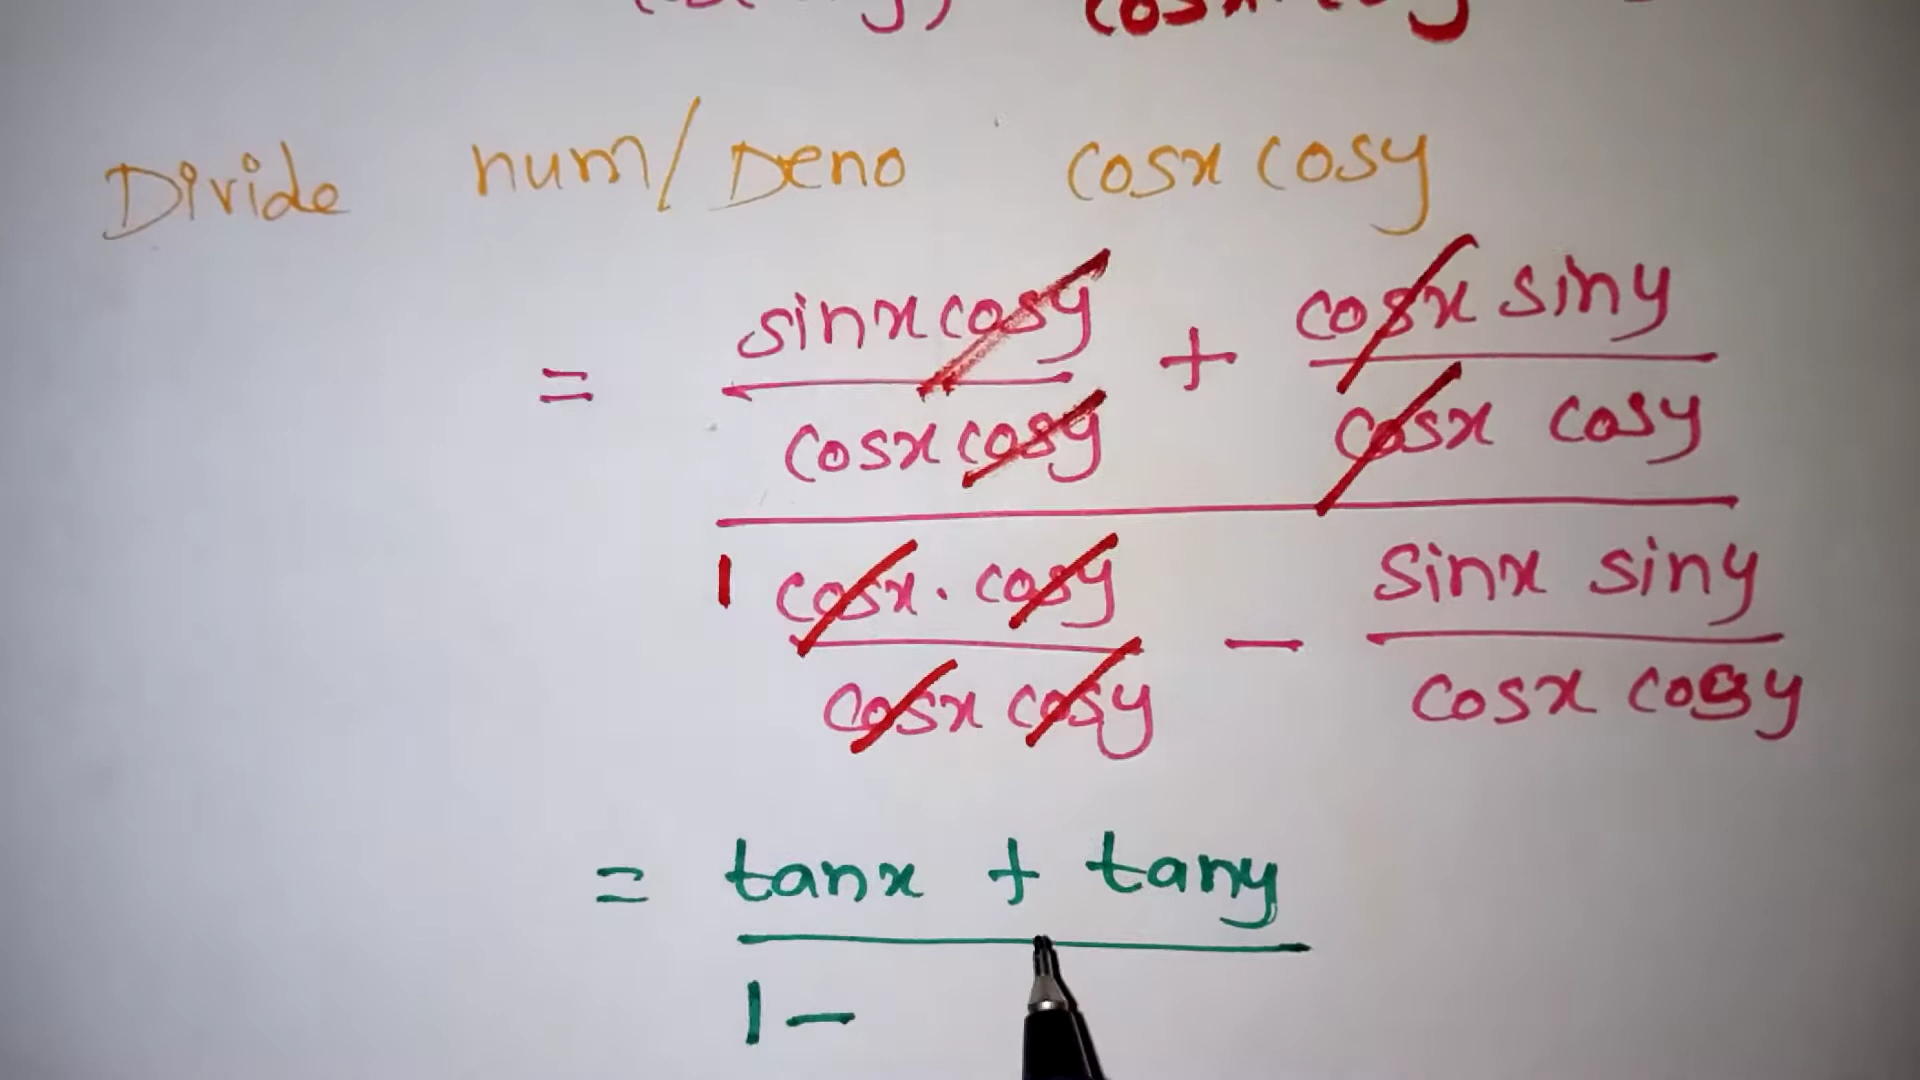 Divide num/Deno cosx cosy
= sinx cosy / cosx cosy + cosx siny / cosx cosy
1 cosx . cosy / cosx cosy - sinx siny / cosx cosy
= tanx + tany
1 -